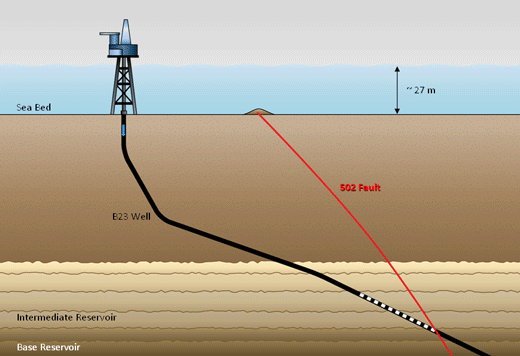 ~ 27 m
Sea Bed
502 Fault
B23 Well
Intermediate Reservoir
Base Reservoir